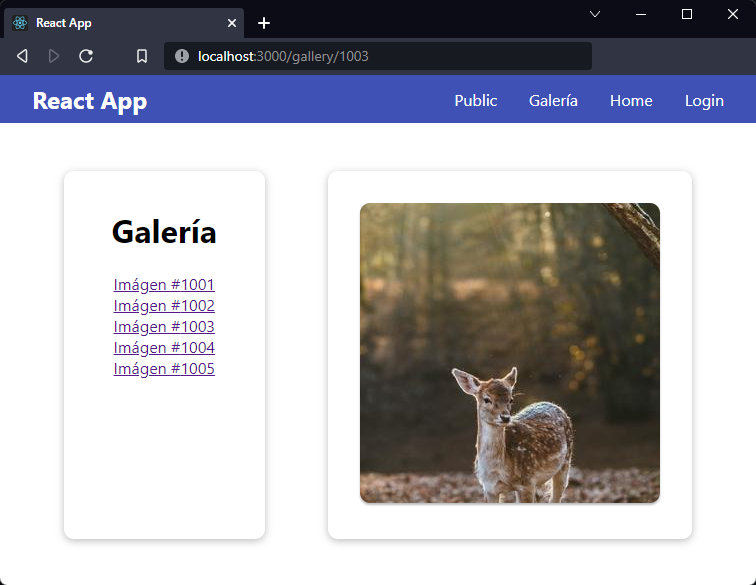 React App
localhost:3000/gallery/1003
React App
Public Galería Home Login
Galería
Imágen #1001
Imágen #1002
Imágen #1003
Imágen #1004
Imágen #1005